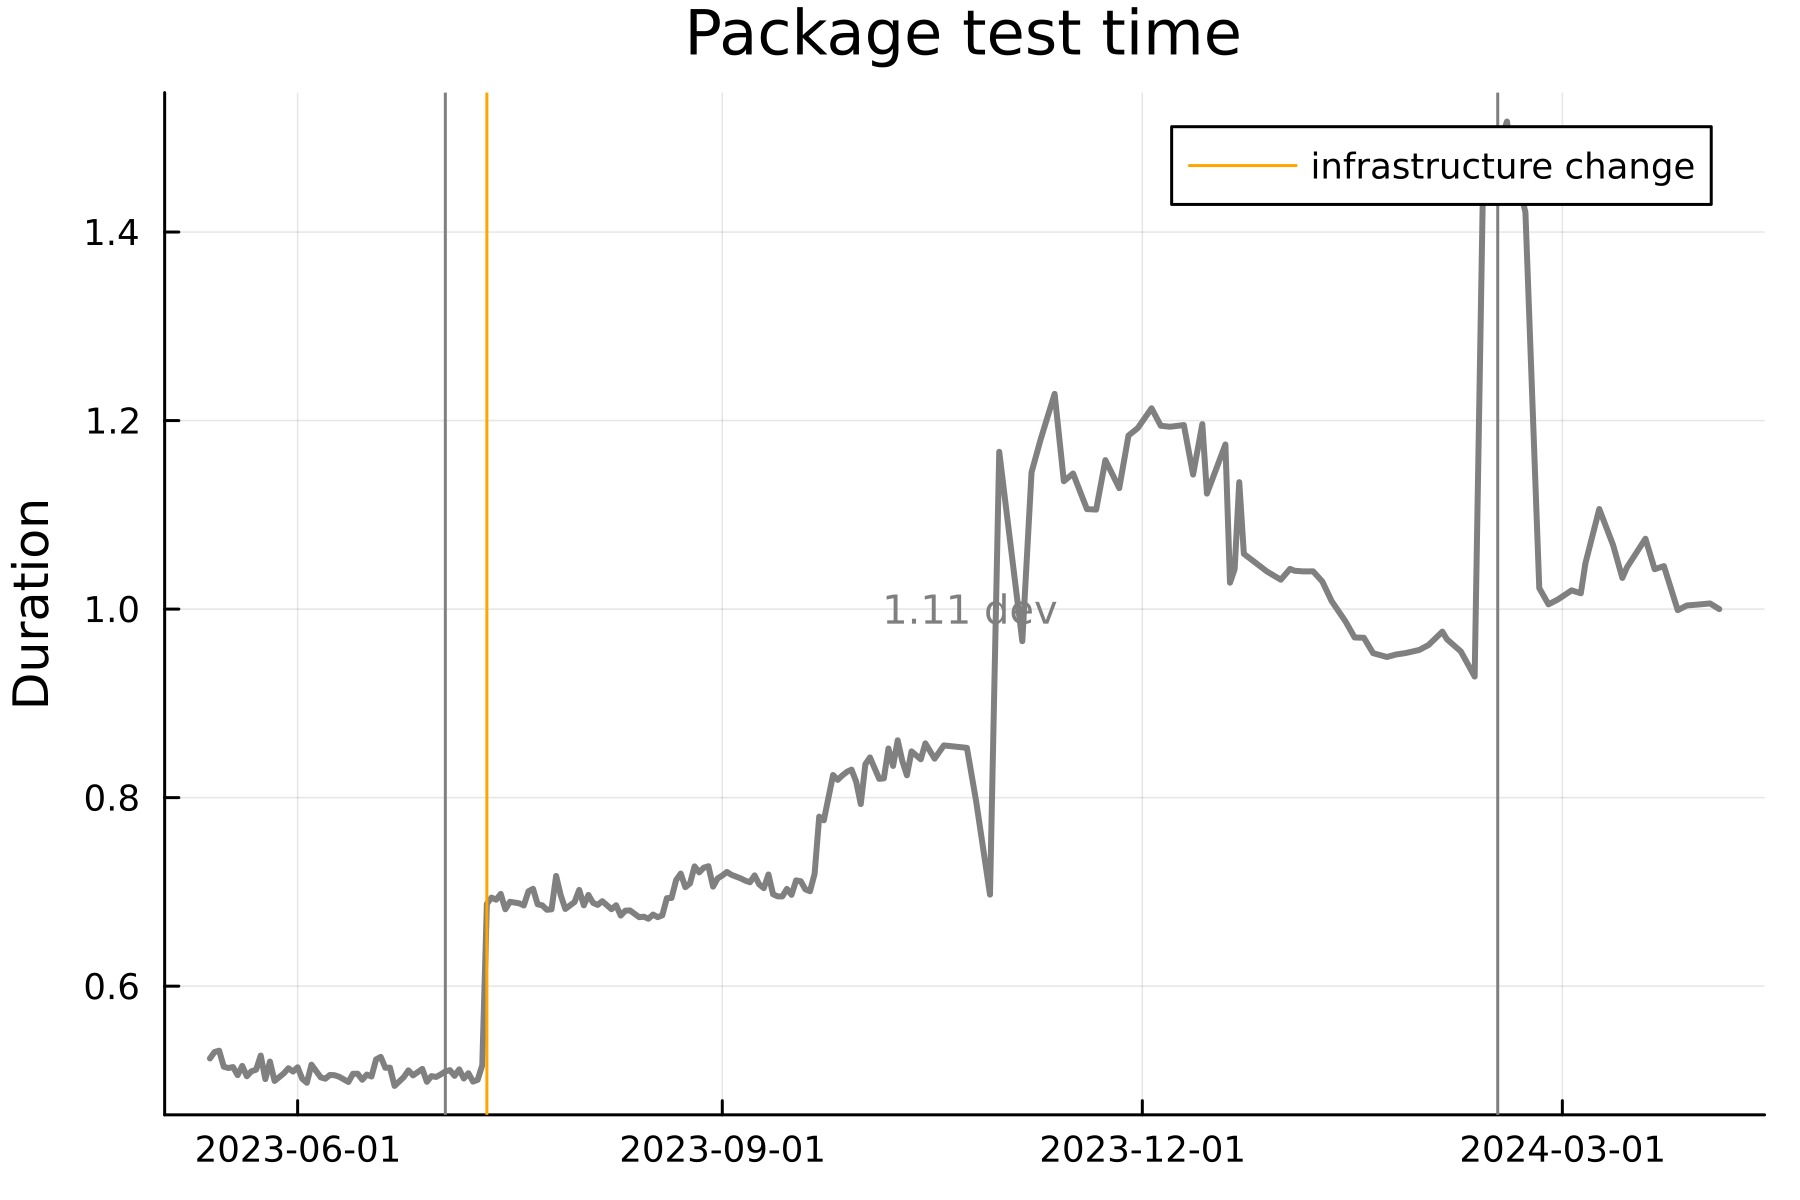 Package test time
infrastructure change
Duration
1.4
1.2
1.0
0.8
0.6
1.11 dev
2023-06-01
2023-09-01
2023-12-01
2024-03-01